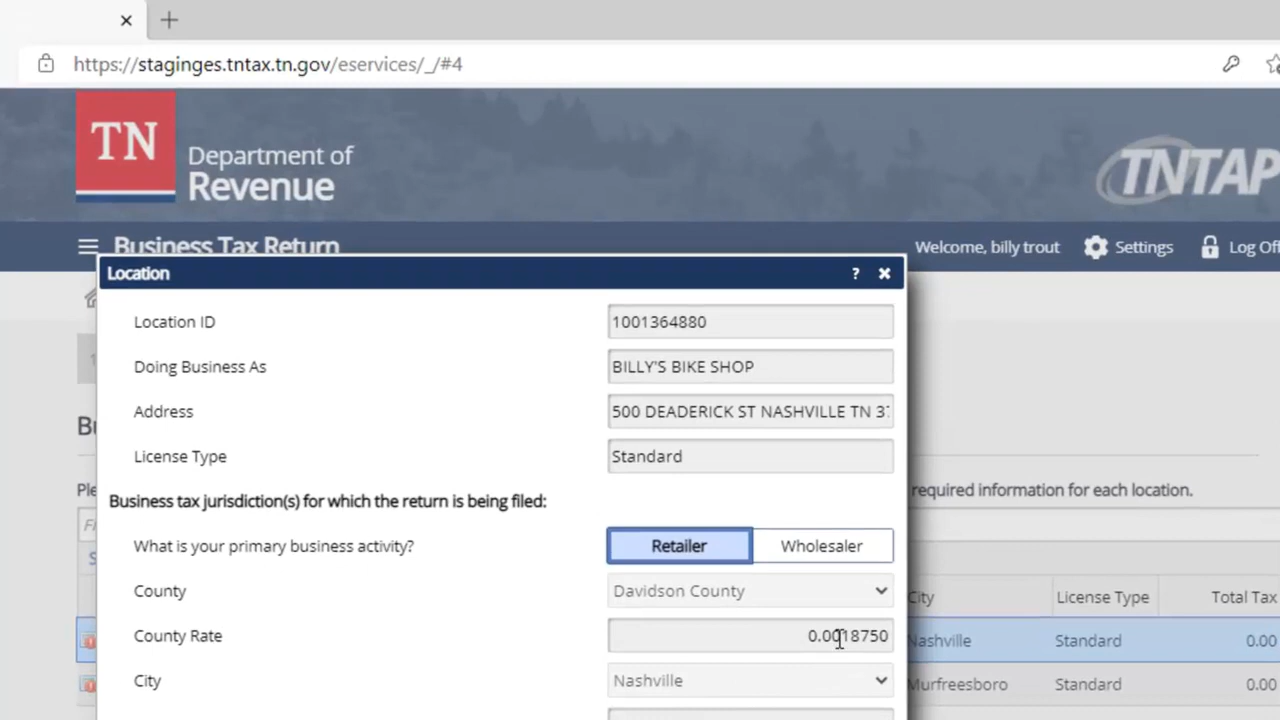 https://staginges.tntax.tn.gov/eservices/_/#4
TN
Department of
Revenue
TNTAP
Business Tax Return
Welcome, billy trout
Settings
Log Off
Location
?
Location ID
1001364880
Doing Business As
BILLY'S BIKE SHOP
Address
500 DEADERICK ST NASHVILLE TN 37
License Type
Standard
Business tax jurisdiction(s) for which the return is being filed:
required information for each location.
What is your primary business activity?
Retailer
Wholesaler
County
Davidson County
City
License Type
Total Tax
County Rate
0.0018750
Nashville
Standard
0.00
City
Nashville
Murfreesboro
Standard
0.00